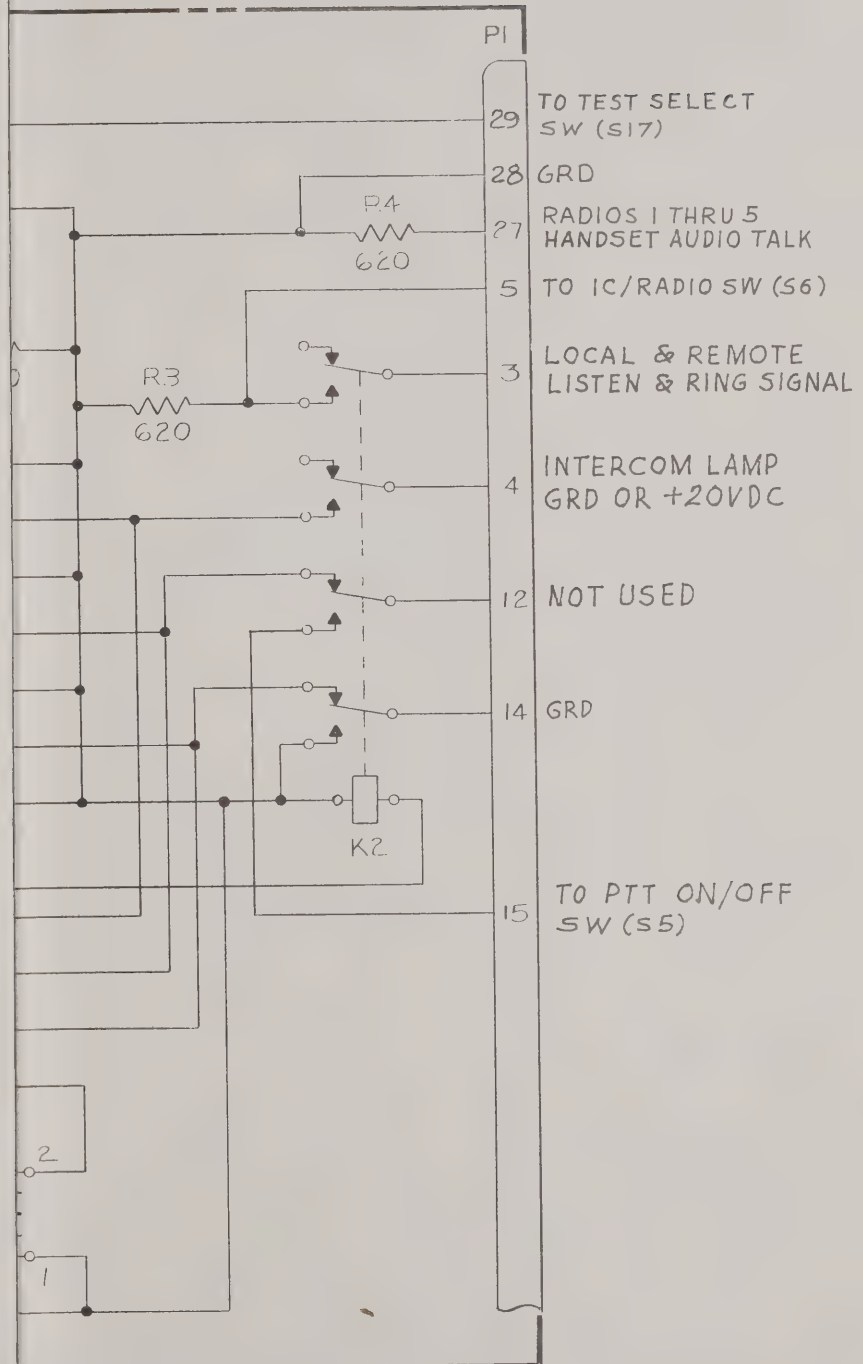 P1
29
TO TEST SELECT
SW (S17)
28
GRD
R4
620
27
RADIOS 1 THRU 5
HANDSET AUDIO TALK
5
TO IC/RADIO SW (S6)
3
LOCAL & REMOTE
LISTEN & RING SIGNAL
R3
620
4
INTERCOM LAMP
GRD OR +20VDC
12
NOT USED
14
GRD
K2
15
TO PTT ON/OFF
SW (S5)
2
1